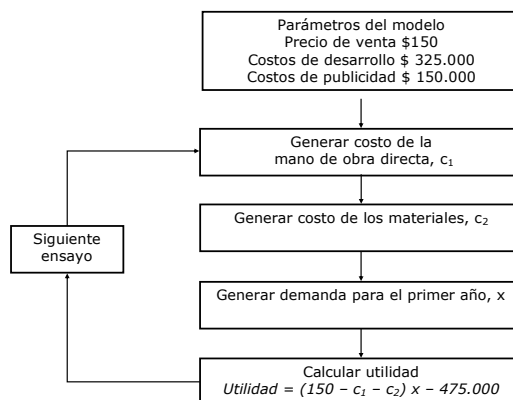 Parámetros del modelo
Precio de venta $150
Costos de desarrollo $ 325.000
Costos de publicidad $ 150.000
Generar costo de la
mano de obra directa, c₁
Generar costo de los materiales, c₂
Siguiente
ensayo
Generar demanda para el primer año, x
Calcular utilidad
Utilidad = (150 – c₁ – c₂) x – 475.000